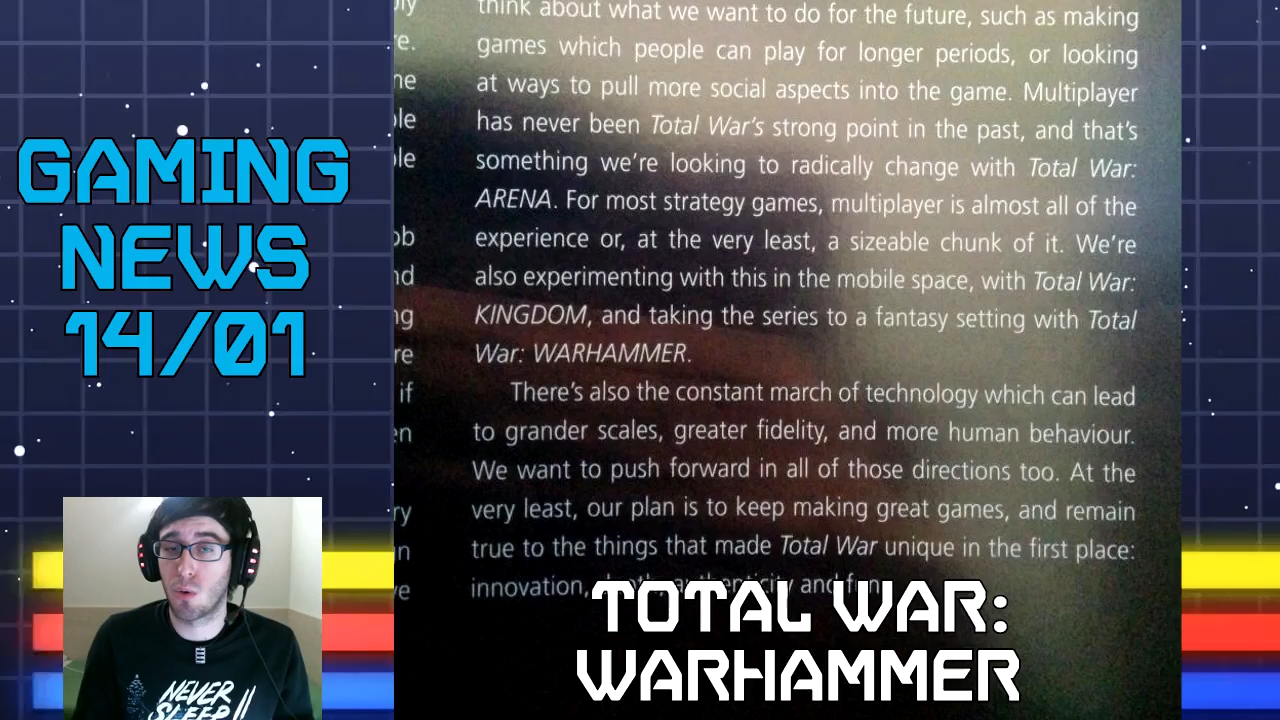 GAMING
NEWS
14/01
think about what we want to do for the future, such as making
games which people can play for longer periods, or looking
at ways to pull more social aspects into the game. Multiplayer
has never been Total War's strong point in the past, and that's
something we're looking to radically change with Total War:
ARENA. For most strategy games, multiplayer is almost all of the
experience or, at the very least, a sizeable chunk of it. We're
also experimenting with this in the mobile space, with Total War:
KINGDOM, and taking the series to a fantasy setting with Total
War: WARHAMMER.
There's also the constant march of technology which can lead
to grander scales, greater fidelity, and more human behaviour.
We want to push forward in all of those directions too. At the
very least, our plan is to keep making great games, and remain
true to the things that made Total War unique in the first place:
innovation, depth, authenticity and fun
TOTAL WAR:
WARHAMMER
NEVER
SLEEP